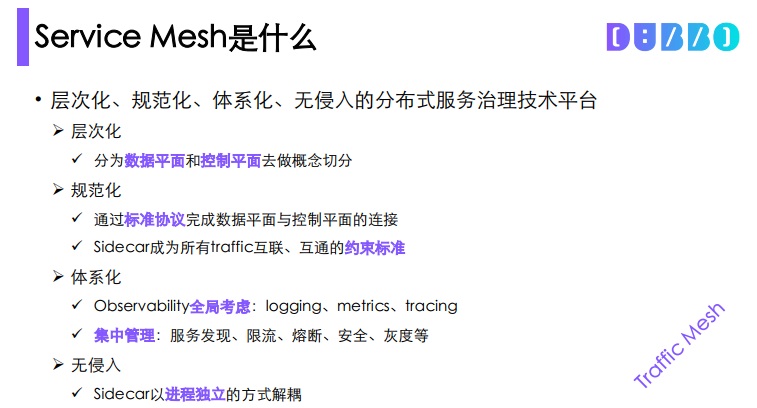 Service Mesh是什么
[DU:BB/O]
• 层次化、规范化、体系化、无侵入的分布式服务治理技术平台
➢ 层次化
✓ 分为数据平面和控制平面去做概念切分
➢ 规范化
✓ 通过标准协议完成数据平面与控制平面的连接
✓ Sidecar成为所有traffic互联、互通的约束标准
➢ 体系化
✓ Observability全局考虑：logging、metrics、tracing
✓ 集中管理：服务发现、限流、熔断、安全、灰度等
➢ 无侵入
✓ Sidecar以进程独立的方式解耦
Traffic Mesh